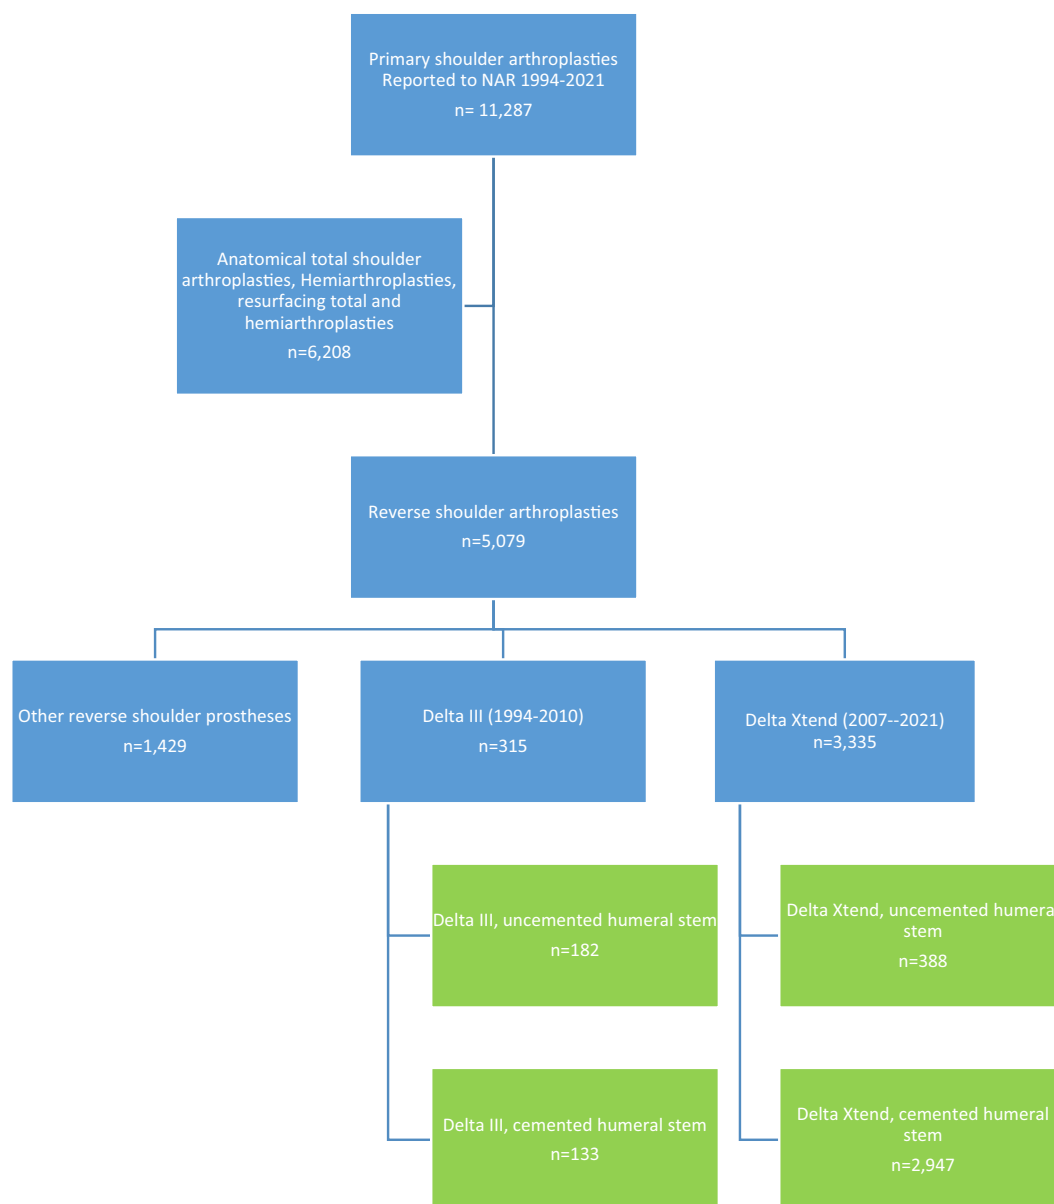 Primary shoulder arthroplasties
Reported to NAR 1994-2021
n= 11,287
Anatomical total shoulder
arthroplasties, Hemiarthroplasties,
resurfacing total and
hemiarthroplasties
n=6,208
Reverse shoulder arthroplasties
n=5,079
Other reverse shoulder prostheses
n=1,429
Delta III (1994-2010)
n=315
Delta Xtend (2007--2021)
n=3,335
Delta III, uncemented humeral stem
n=182
Delta Xtend, uncemented humeral
stem
n=388
Delta III, cemented humeral stem
n=133
Delta Xtend, cemented humeral
stem
n=2,947